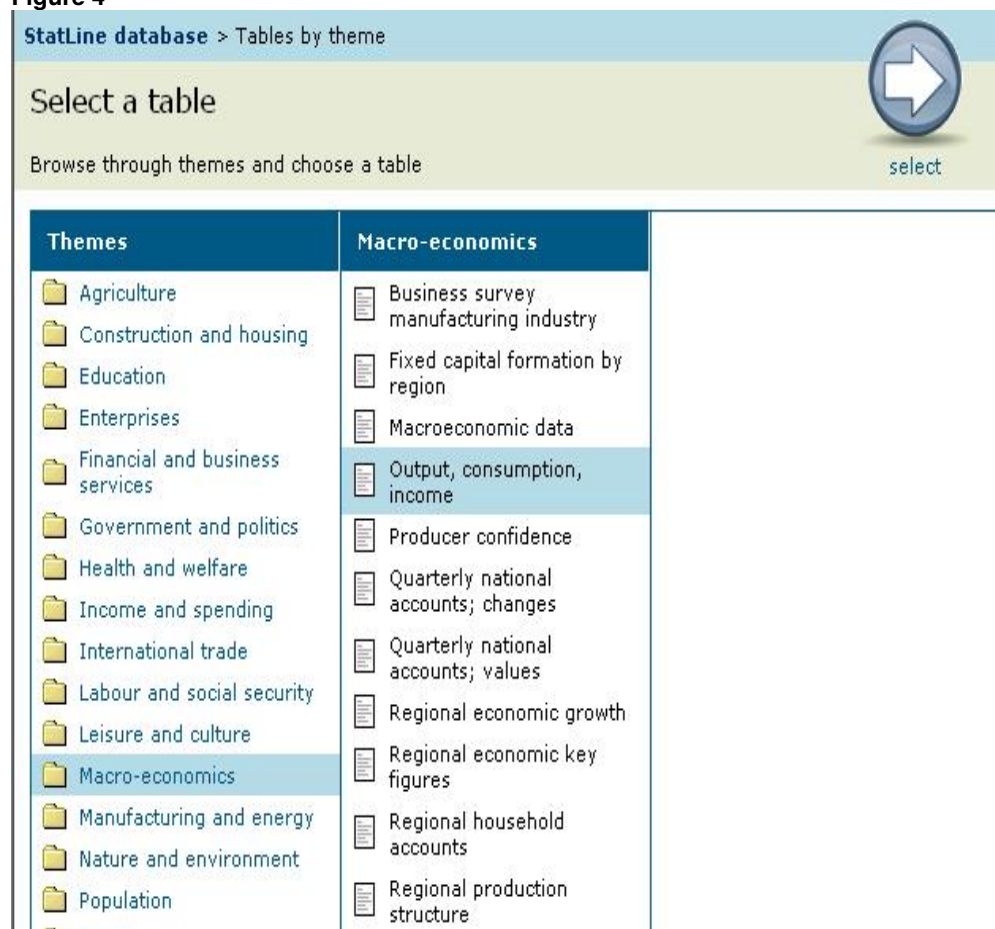 Figure 4
StatLine database > Tables by theme
Select a table
Browse through themes and choose a table
select
Themes
Agriculture
Construction and housing
Education
Enterprises
Financial and business
services
Government and politics
Health and welfare
Income and spending
International trade
Labour and social security
Leisure and culture
Macro-economics
Manufacturing and energy
Nature and environment
Population
Macro-economics
Business survey
manufacturing industry
Fixed capital formation by
region
Macroeconomic data
Output, consumption,
income
Producer confidence
Quarterly national
accounts; changes
Quarterly national
accounts; values
Regional economic growth
Regional economic key
figures
Regional household
accounts
Regional production
structure